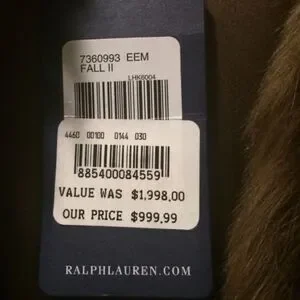 7360993 EEM
FALL II
LHK6004
4460 00100 0144 030
885400084559
VALUE WAS $1,998.00
OUR PRICE $999.99
RALPHLAUREN.COM